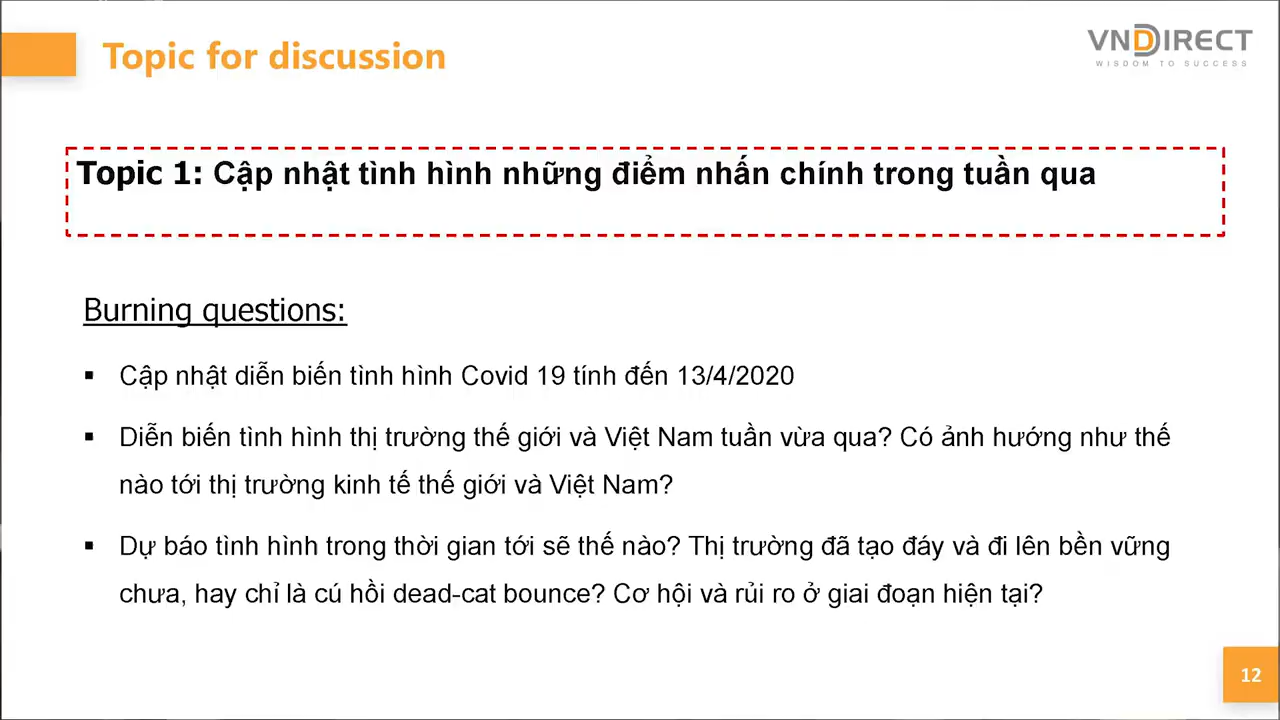 Topic for discussion
VNDIRECT
WISDOM TO SUCCESS
Topic 1: Cập nhật tình hình những điểm nhấn chính trong tuần qua
Burning questions:
▪ Cập nhật diễn biến tình hình Covid 19 tính đến 13/4/2020
▪ Diễn biến tình hình thị trường thế giới và Việt Nam tuần vừa qua? Có ảnh hướng như thế
nào tới thị trường kinh tế thế giới và Việt Nam?
▪ Dự báo tình hình trong thời gian tới sẽ thế nào? Thị trường đã tạo đáy và đi lên bền vững
chưa, hay chỉ là cú hồi dead-cat bounce? Cơ hội và rủi ro ở giai đoạn hiện tại?
12